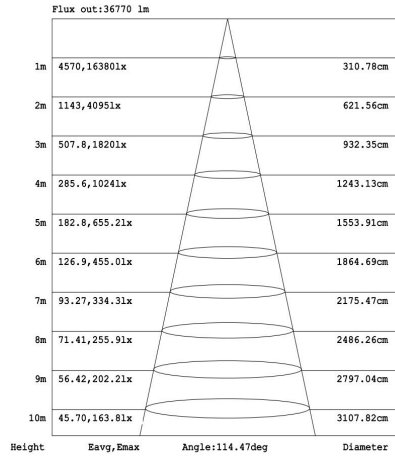 Flux out:36770 lm
1m 4570,16380lx 310.78cm
2m 1143,4095lx 621.56cm
3m 507.8,1820lx 932.35cm
4m 285.6,1024lx 1243.13cm
5m 182.8,655.2lx 1553.91cm
6m 126.9,455.0lx 1864.69cm
7m 93.27,334.3lx 2175.47cm
8m 71.41,255.9lx 2486.26cm
9m 56.42,202.2lx 2797.04cm
10m 45.70,163.8lx 3107.82cm
Height Eavg,Emax Angle:114.47deg Diameter